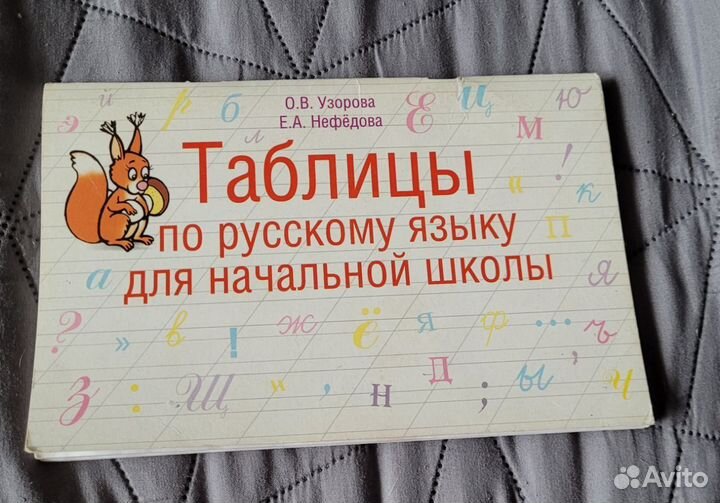 О.В. Узорова
Е.А. Нефёдова
Таблицы
по русскому языку
для начальной школы
э й р б л Е Ц М ю
« ! к
П
а я
? » в ! ж ё я ф ... ъ
З : Щ и , н Д ; ы , ч
Avito